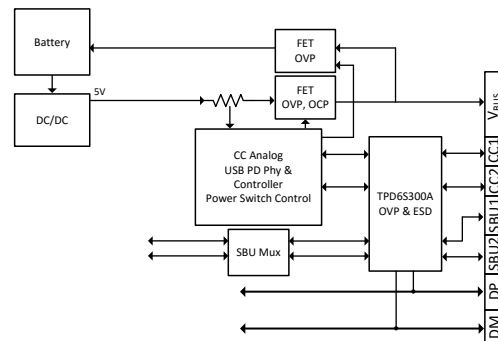 Battery
FET
OVP
5V
DC/DC
FET
OVP, OCP
CC Analog
USB PD Phy &
Controller
Power Switch Control
TPD6S300A
OVP & ESD
SBU Mux
VBUS
CC1
CC2
SBU1
SBU2
DP
DM